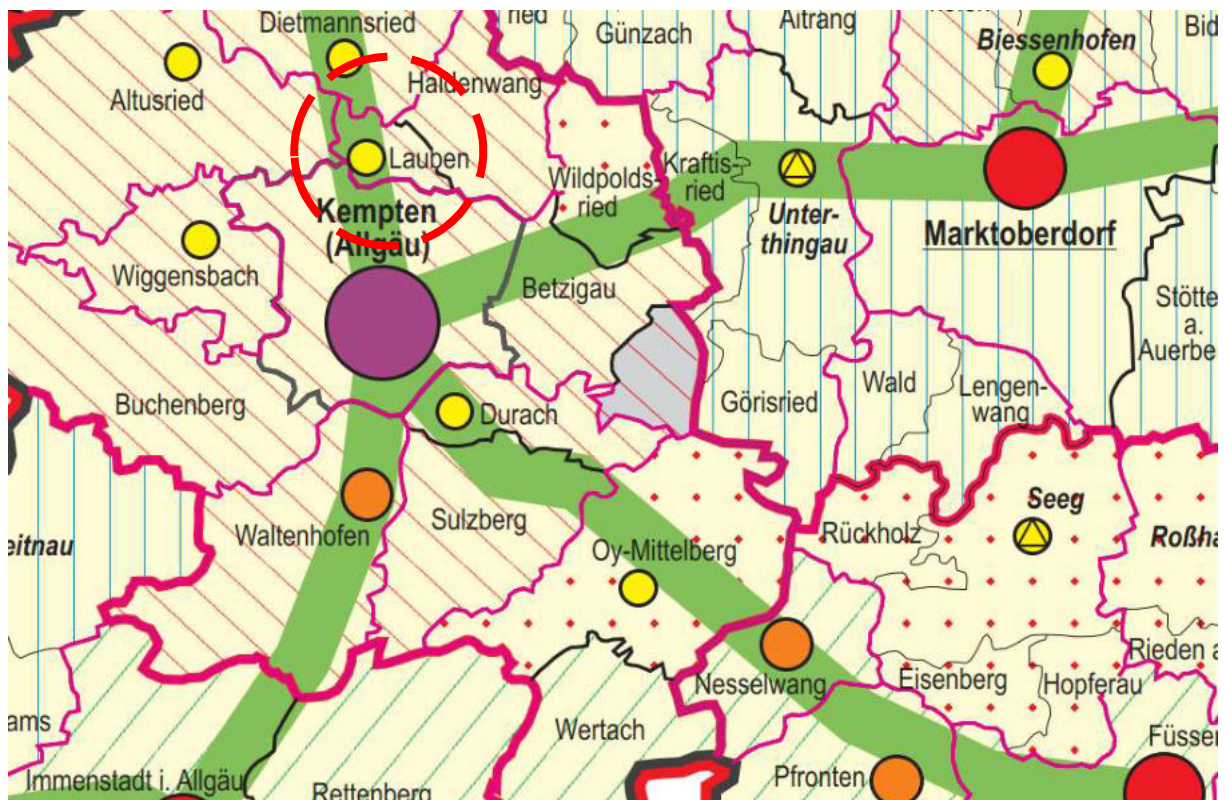 Dietmannsried
ried
Günzach
Aitrang
Biessenhofen
Bid
Altusried
Haldenwang
Lauben
Wildpolds-
ried
Kraftis-
ried
Unter-
thingau
Marktoberdorf
Kempten
(Allgäu)
Wiggensbach
Betzigau
Stötte
a.
Auerbe
Buchenberg
Durach
Görisried
Wald
Lengen-
wang
Waltenhofen
Sulzberg
Oy-Mittelberg
Rückholz
Seeg
Roßha
eitnau
Nesselwang
Eisenberg
Hopferau
Rieden a
ams
Wertach
Füssen
Immenstadt i. Allgäu
Rettenberg
Pfronten